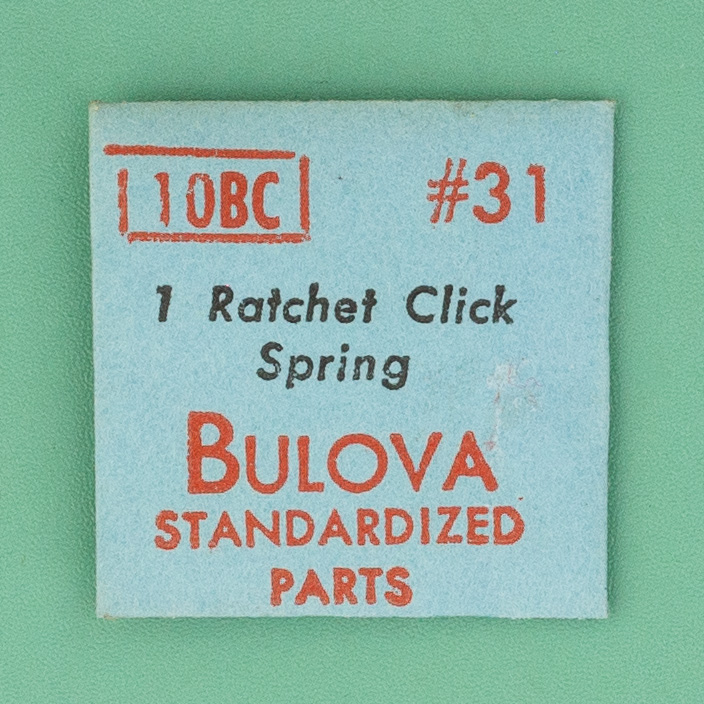 10BC #31
1 Ratchet Click
Spring
BULOVA
STANDARDIZED
PARTS